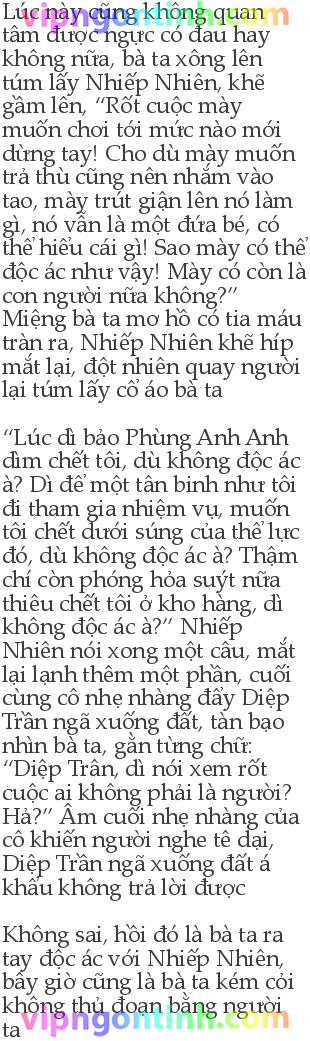 Lúc này cũng không quan
vipngontinh.com
tâm được ngực có đau hay
không nữa, bà ta xông lên
túm lấy Nhiếp Nhiên, khẽ
gầm lên, “Rốt cuộc mày
muốn chơi tới mức nào mới
dừng tay! Cho dù mày muốn
trả thù cũng nên nhắm vào
tao, mày trút giận lên nó làm
gì, nó vẫn là một đứa bé, có
thể hiểu cái gì! Sao mày có thể
độc ác như vậy! Mày có còn là
con người nữa không?”
Miệng bà ta mơ hồ có tia máu
tràn ra, Nhiếp Nhiên khẽ híp
mắt lại, đột nhiên quay người
lại túm lấy cổ áo bà ta
“Lúc dì bảo Phùng Anh Anh
dìm chết tôi, dù không độc ác
à? Dì để một tân binh như tôi
đi tham gia nhiệm vụ, muốn
tôi chết dưới súng của thể lực
đó, dù không độc ác à? Thậm
chí còn phóng hỏa suýt nữa
thiêu chết tôi ở kho hàng, dì
không độc ác à?” Nhiếp
Nhiên nói xong một câu, mắt
lại lạnh thêm một phần, cuối
cùng cô nhẹ nhàng đẩy Diệp
Trần ngã xuống đất, tàn bạo
nhìn bà ta, gằn từng chữ:
“Diệp Trân, dì nói xem rốt
cuộc ai không phải là người?
Hả?” Âm cuối nhẹ nhàng của
cô khiến người nghe tê dại,
Diệp Trần ngã xuống đất á
khẩu không trả lời được
Không sai, hồi đó là bà ta ra
tay độc ác với Nhiếp Nhiên,
bây giờ cũng là bà ta kém cỏi
không thủ đoạn bằng người
vipngontinh.com
ta